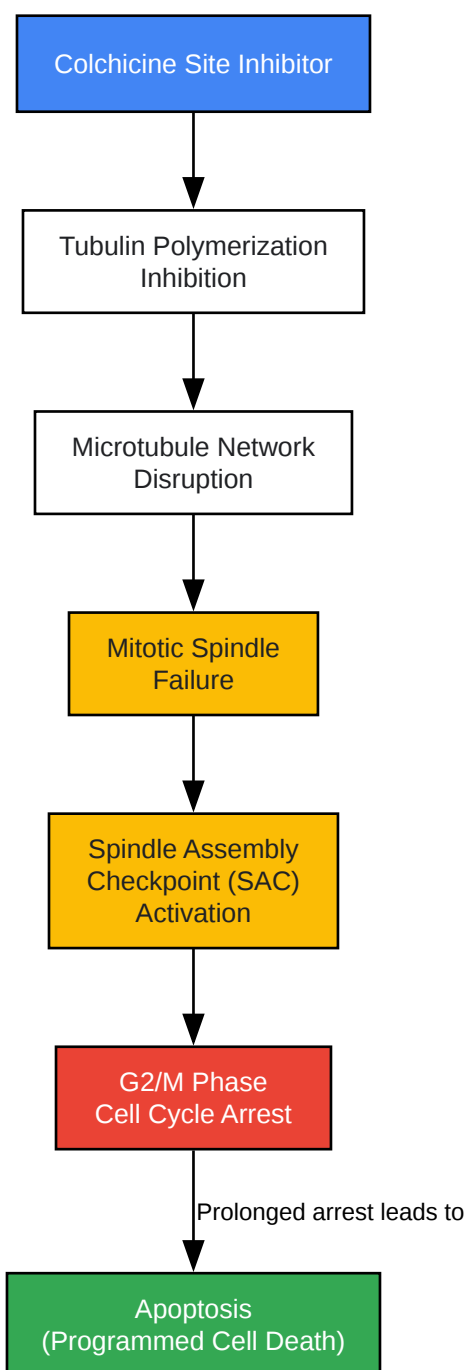 Colchicine Site Inhibitor
Tubulin Polymerization
Inhibition
Microtubule Network
Disruption
Mitotic Spindle
Failure
Spindle Assembly
Checkpoint (SAC)
Activation
G2/M Phase
Cell Cycle Arrest
Prolonged arrest leads to
Apoptosis
(Programmed Cell Death)